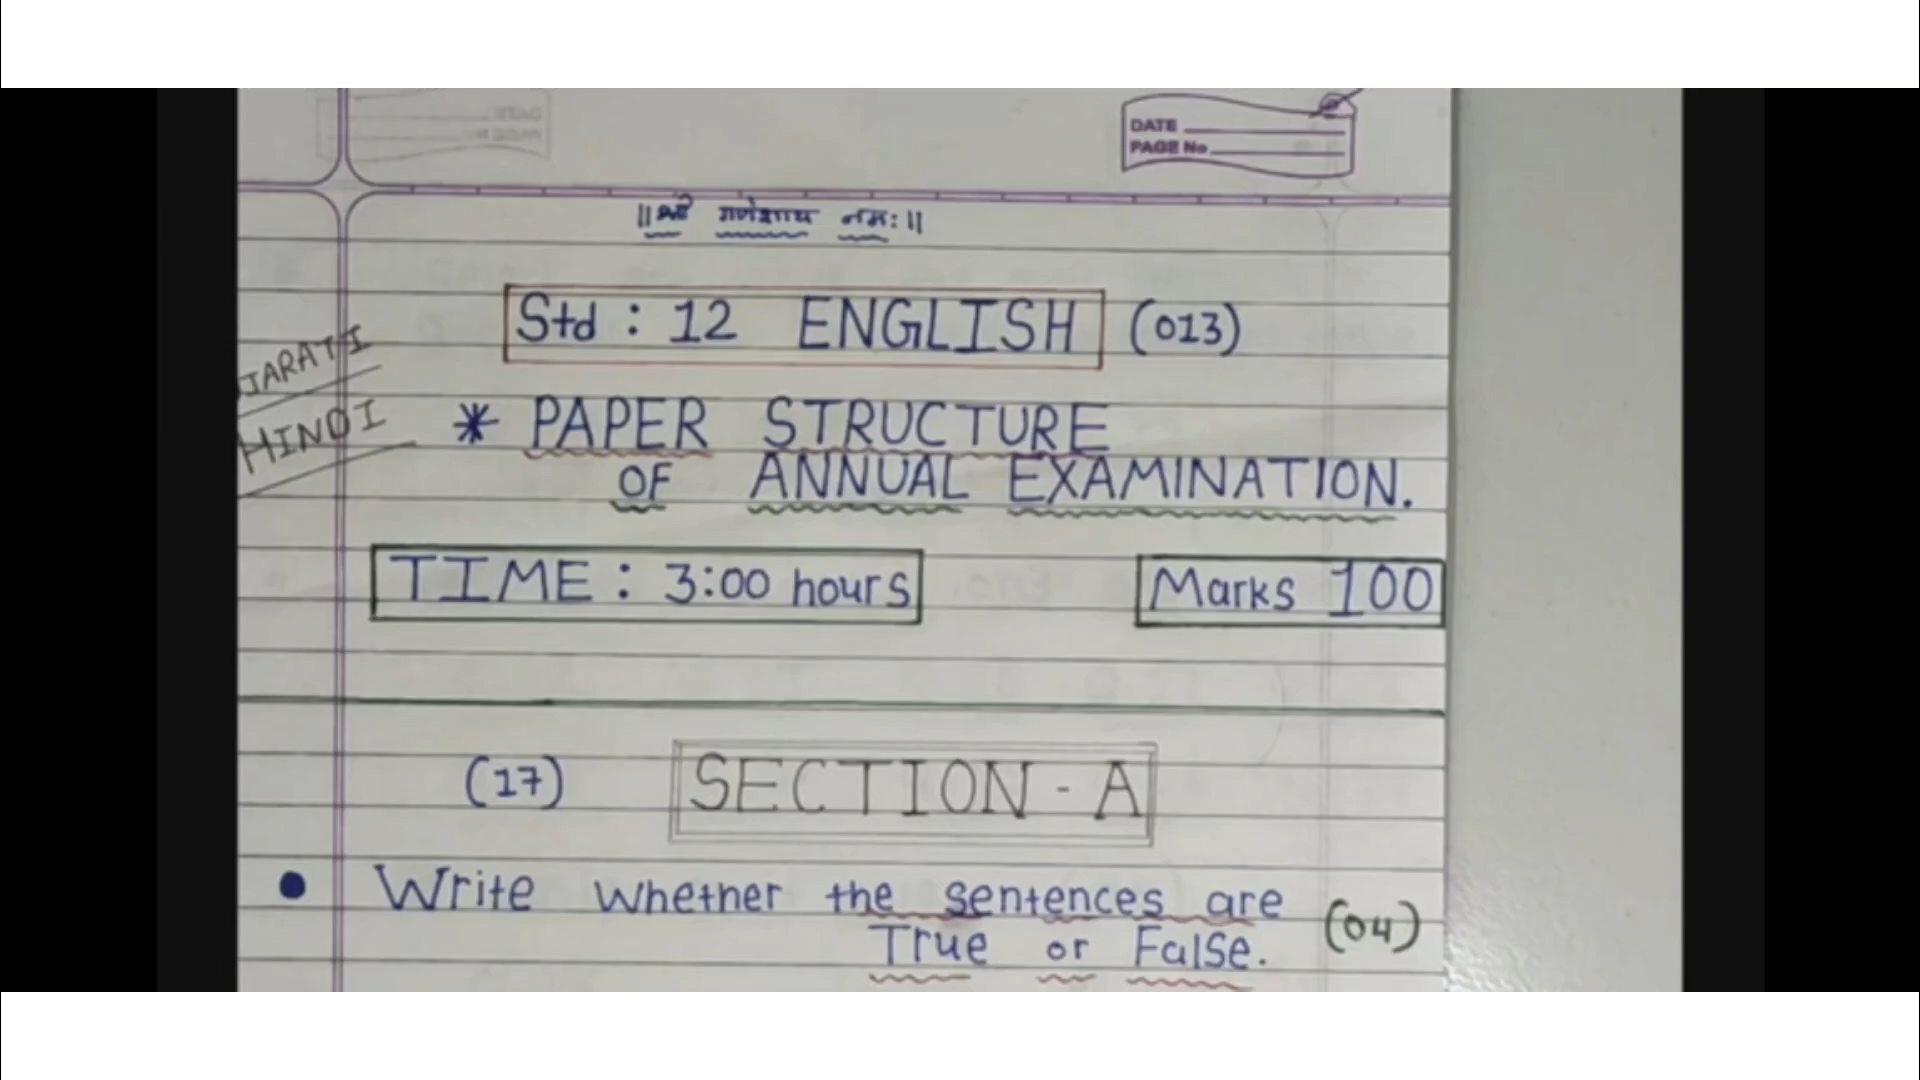 DATE
PAGE No
॥ श्री गणेशाय नमः ॥
Std : 12 ENGLISH (013)
JARATI
HINDI
* PAPER STRUCTURE
OF ANNUAL EXAMINATION.
TIME : 3:00 hours Marks 100
(17) SECTION - A
• Write whether the sentences are (04)
True or False.